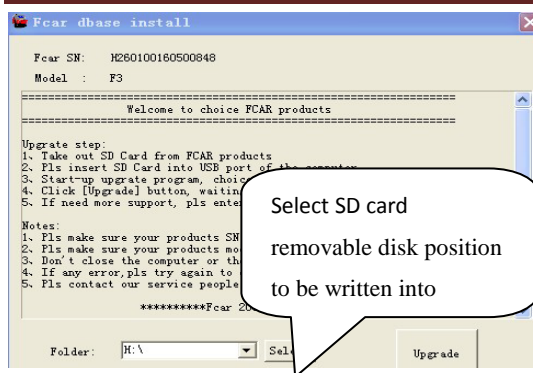 Fcar dbase install
Fcar SN: H260100160500848
Model : F3
Welcome to choice FCAR products
Upgrate step:
1、Take out SD Card from FCAR products
2、Pls insert SD Card into USB port of the computer
3、Start-up upgrate program, choic
4、Click [Upgrade] button, waitin
5、If need more support, pls ente
Notes:
1、Pls make sure your products SN
2、Pls make sure your products mo
3、Don't close the computer or th
4、If any error,pls try again to
5、Pls contact our service people
**********Fcar 20
Select SD card
removable disk position
to be written into
Folder: H:\ Sele Upgrade